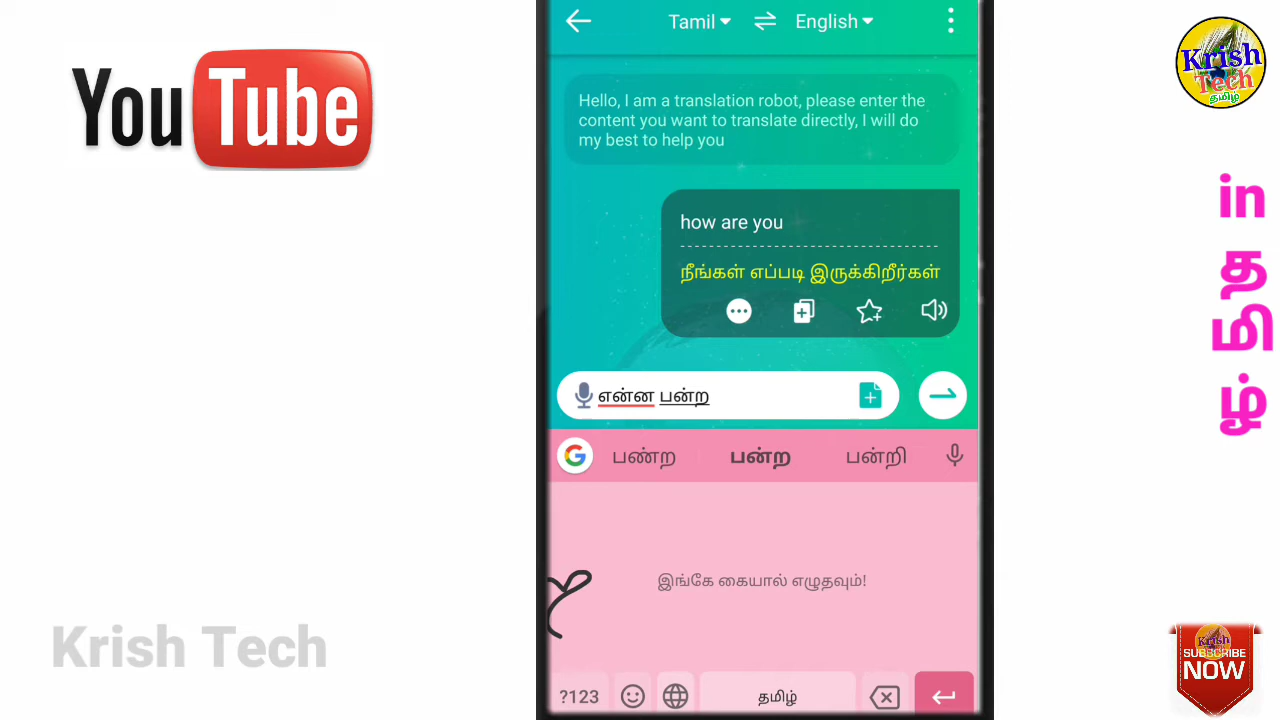 You Tube
Tamil English
Hello, I am a translation robot, please enter the
content you want to translate directly, I will do
my best to help you
how are you
நீங்கள் எப்படி இருக்கிறீர்கள்
என்ன பன்ற
பண்ற பன்ற பன்றி
இங்கே கையால் எழுதவும்!
?123 தமிழ்
Krish Tech
Krish
Tech
தமிழ்
in
த
மி
ழ்
SUBSCRIBE
NOW